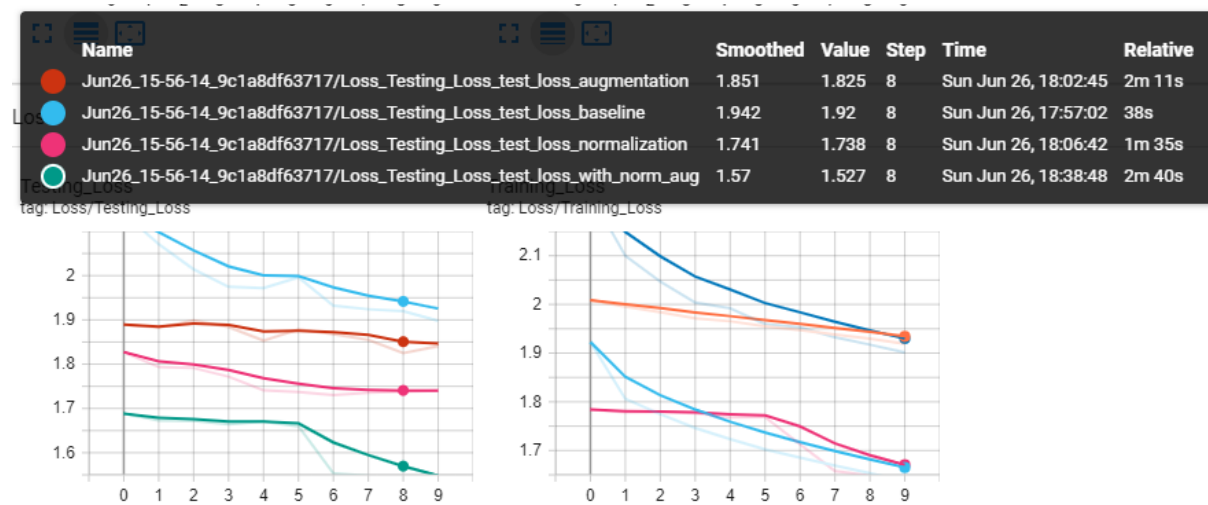 Name Smoothed Value Step Time Relative
Jun26_15-56-14_9c1a8df63717/Loss_Testing_Loss_test_loss_augmentation 1.851 1.825 8 Sun Jun 26, 18:02:45 2m 11s
Jun26_15-56-14_9c1a8df63717/Loss_Testing_Loss_test_loss_baseline 1.942 1.92 8 Sun Jun 26, 17:57:02 38s
Jun26_15-56-14_9c1a8df63717/Loss_Testing_Loss_test_loss_normalization 1.741 1.738 8 Sun Jun 26, 18:06:42 1m 35s
Jun26_15-56-14_9c1a8df63717/Loss_Testing_Loss_test_loss_with_norm_aug 1.57 1.527 8 Sun Jun 26, 18:38:48 2m 40s
Testing_Loss
tag: Loss/Testing_Loss
2
1.9
1.8
1.7
1.6
0 1 2 3 4 5 6 7 8 9
Training_Loss
tag: Loss/Training_Loss
2.1
2
1.9
1.8
1.7
0 1 2 3 4 5 6 7 8 9